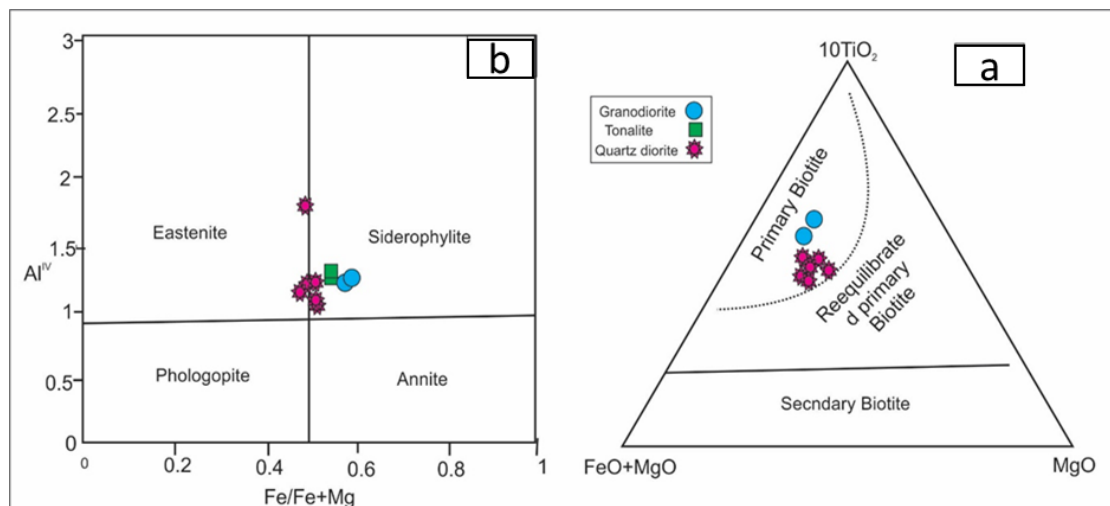 b
3
2.5
2
1.5
1
0.5
0
Al^IV
Eastenite
Siderophylite
Phologopite
Annite
0
0.2
0.4
0.6
0.8
1
Fe/Fe+Mg
a
10TiO₂
Granodiorite
Tonalite
Quartz diorite
Primary Biotite
Reequilibrate
d primary
Biotite
Secndary Biotite
FeO+MgO
MgO